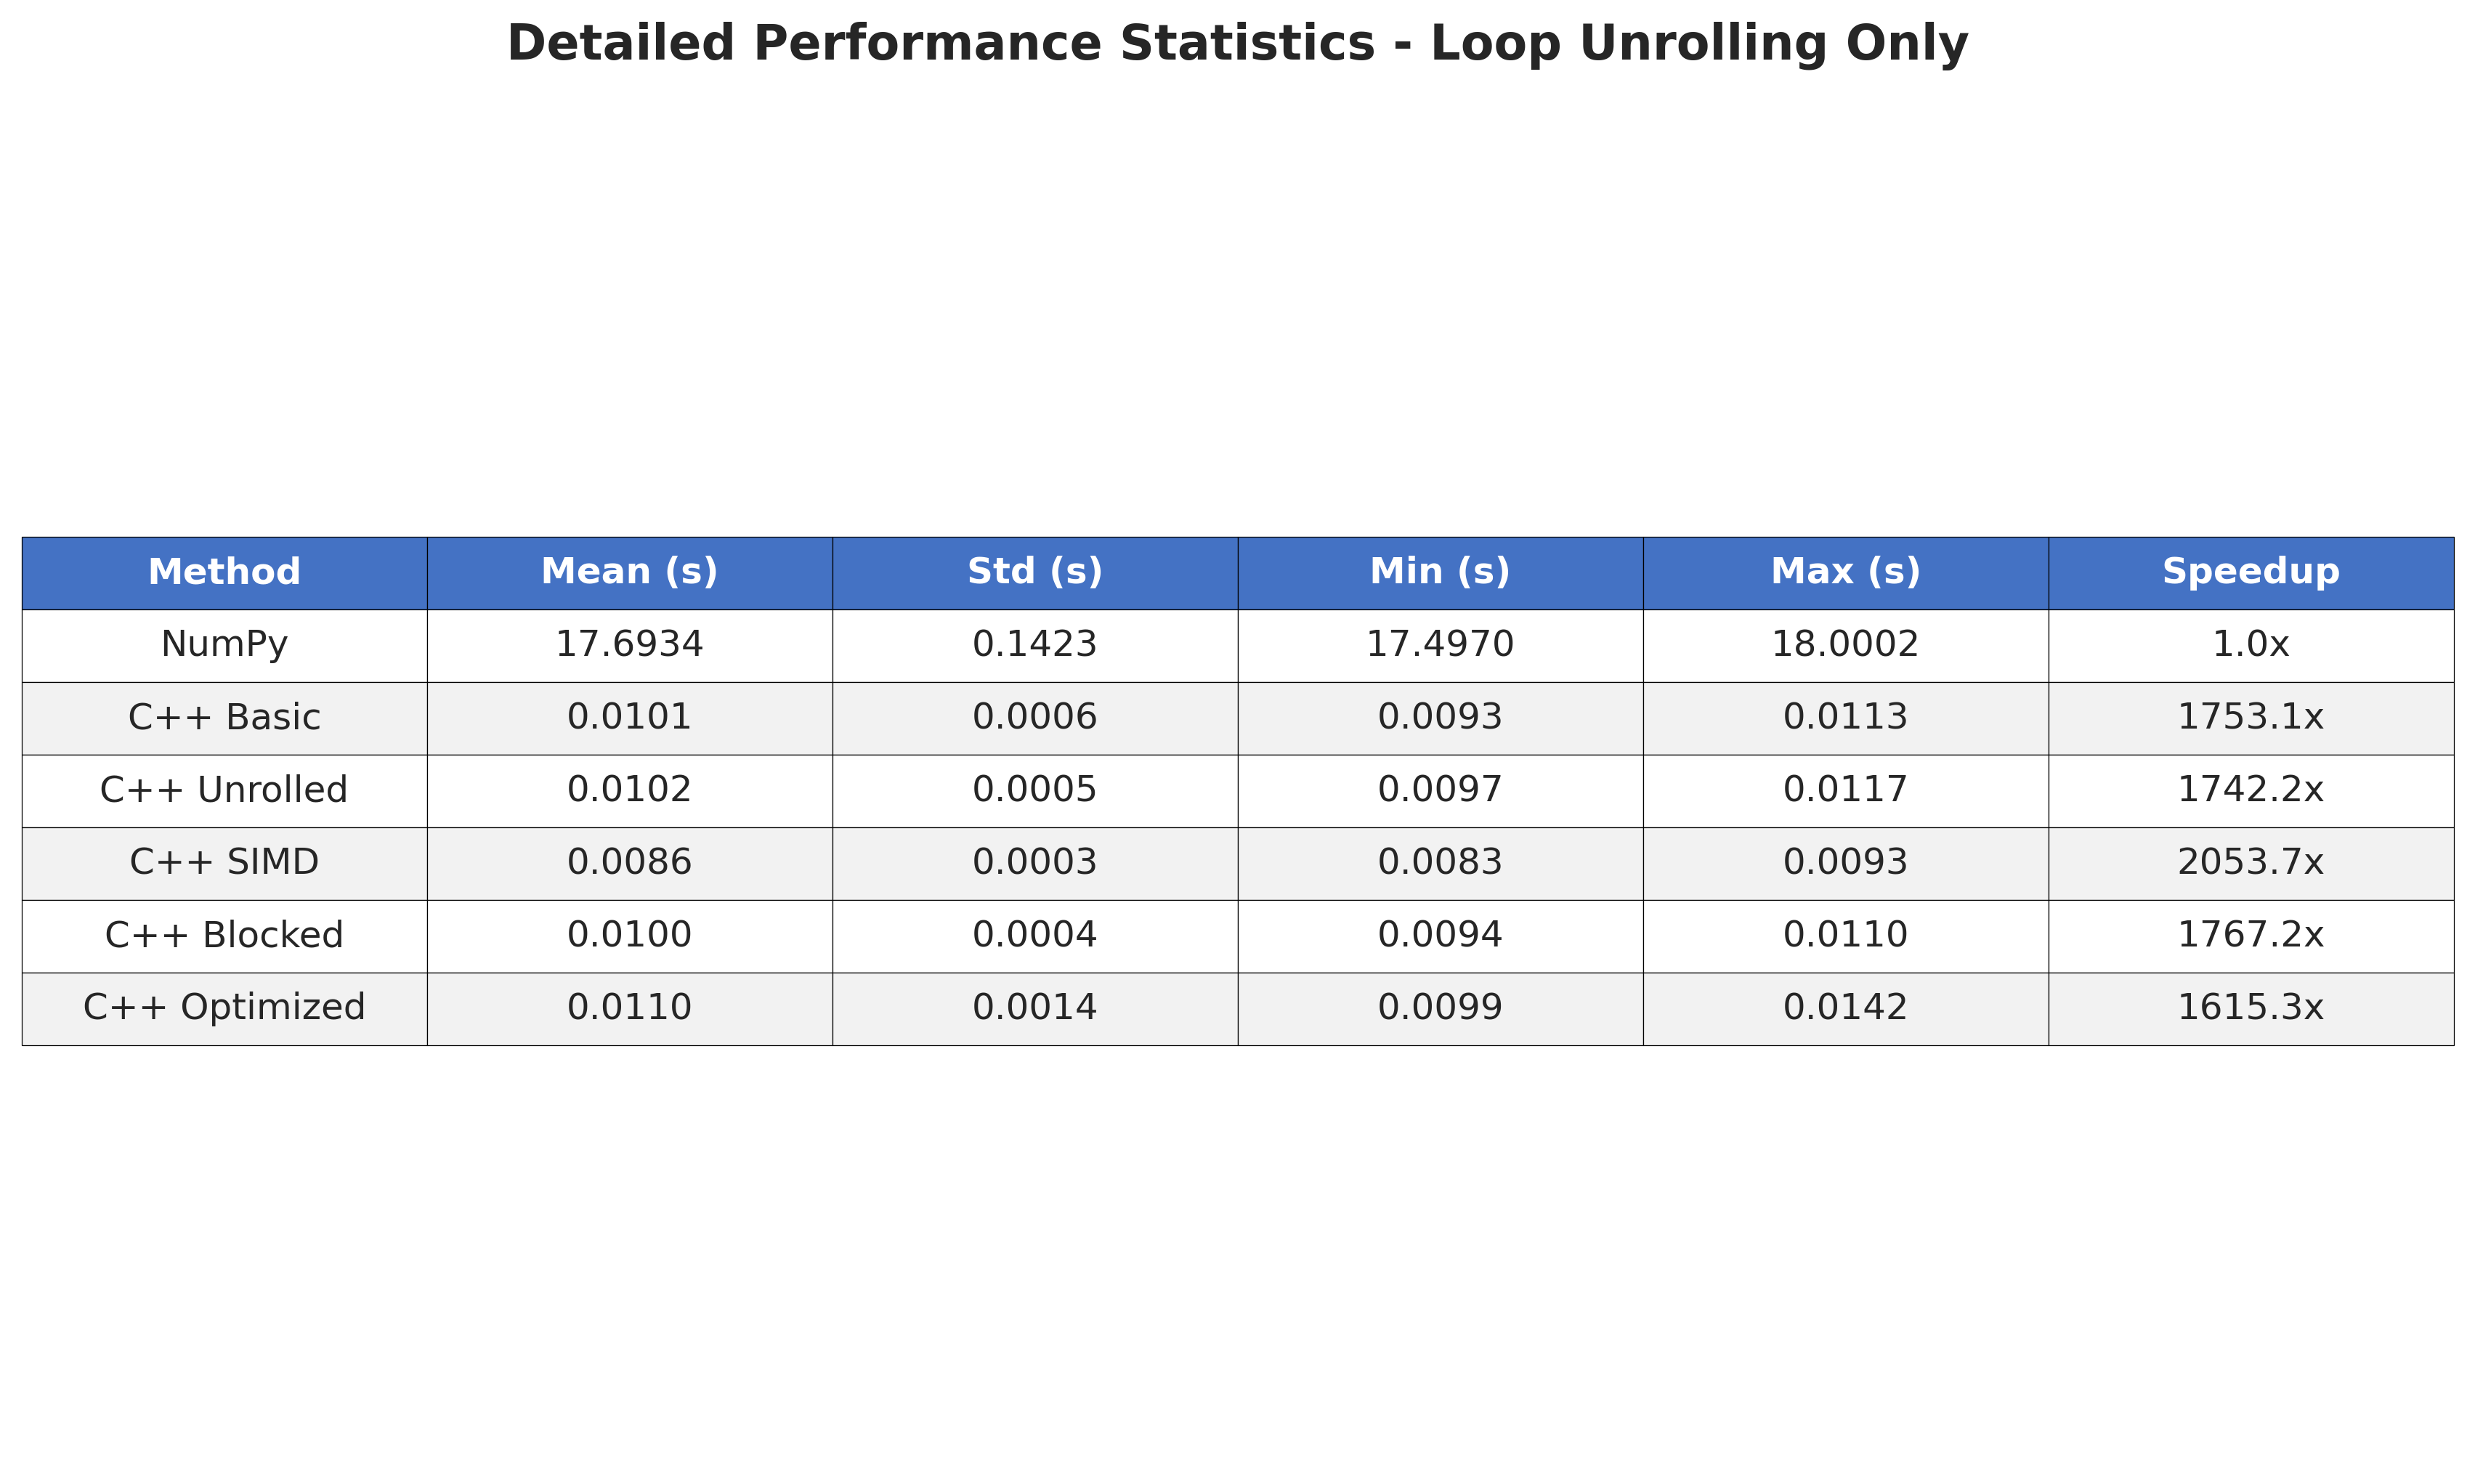 Detailed Performance Statistics - Loop Unrolling Only
Method Mean (s) Std (s) Min (s) Max (s) Speedup
NumPy 17.6934 0.1423 17.4970 18.0002 1.0x
C++ Basic 0.0101 0.0006 0.0093 0.0113 1753.1x
C++ Unrolled 0.0102 0.0005 0.0097 0.0117 1742.2x
C++ SIMD 0.0086 0.0003 0.0083 0.0093 2053.7x
C++ Blocked 0.0100 0.0004 0.0094 0.0110 1767.2x
C++ Optimized 0.0110 0.0014 0.0099 0.0142 1615.3x